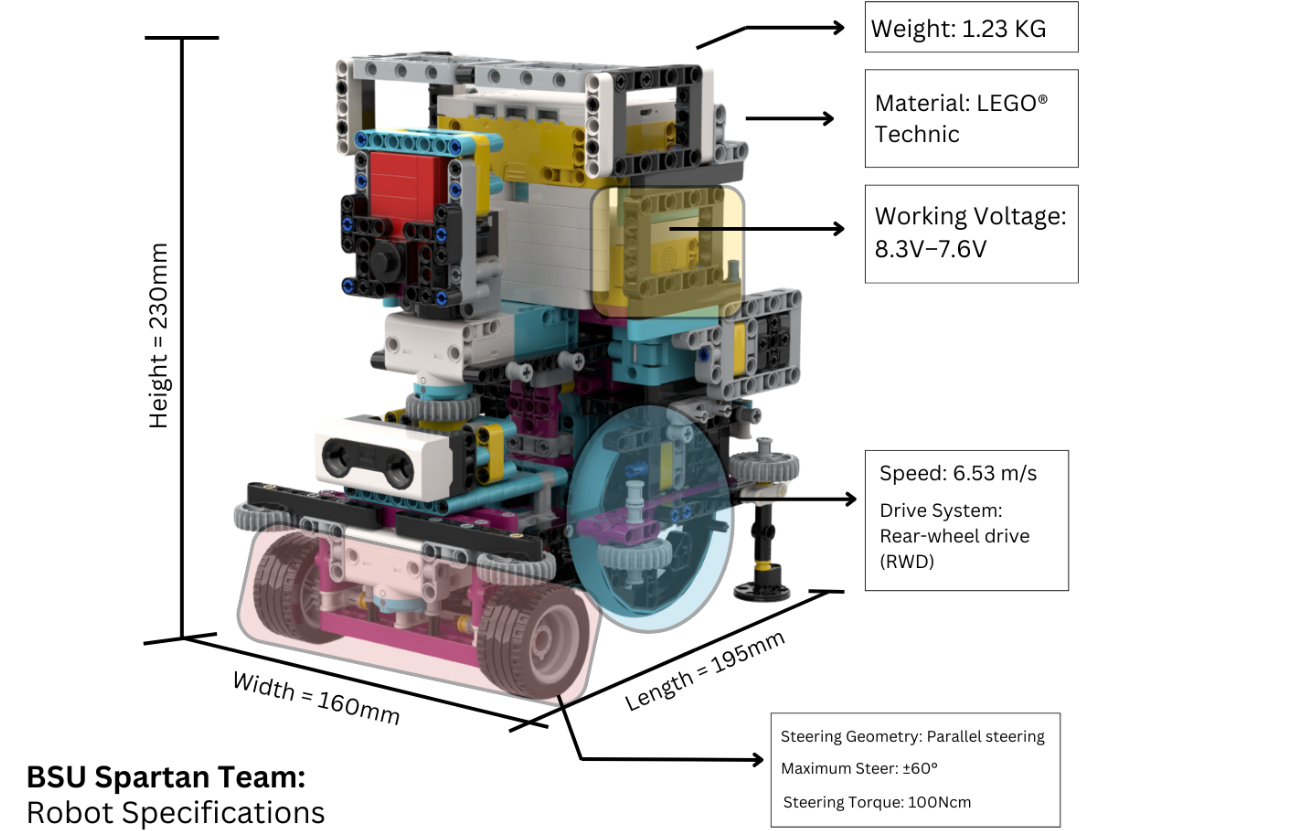 Weight: 1.23 KG
Material: LEGO®
Technic
Working Voltage:
8.3V–7.6V
Height = 230mm
Speed: 6.53 m/s
Drive System:
Rear-wheel drive
(RWD)
Width = 160mm
Length = 195mm
Steering Geometry: Parallel steering
Maximum Steer: ±60°
Steering Torque: 100Ncm
BSU Spartan Team:
Robot Specifications